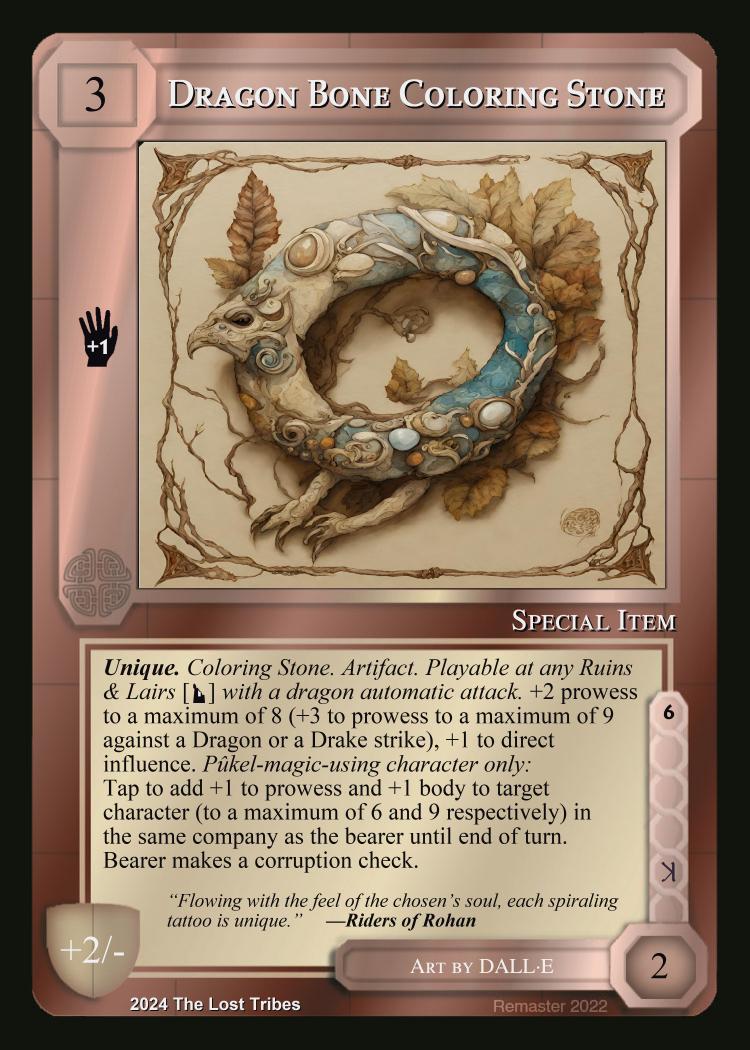 3
Dragon Bone Coloring Stone
+1
Special Item
Unique. Coloring Stone. Artifact. Playable at any Ruins
& Lairs [ ] with a dragon automatic attack. +2 prowess
to a maximum of 8 (+3 to prowess to a maximum of 9
against a Dragon or a Drake strike), +1 to direct
influence. Pûkel-magic-using character only:
Tap to add +1 to prowess and +1 body to target
character (to a maximum of 6 and 9 respectively) in
the same company as the bearer until end of turn.
Bearer makes a corruption check.
6
“Flowing with the feel of the chosen’s soul, each spiraling
tattoo is unique.” —Riders of Rohan
+2/-
Art by DALL·E
2
2024 The Lost Tribes
Remaster 2022